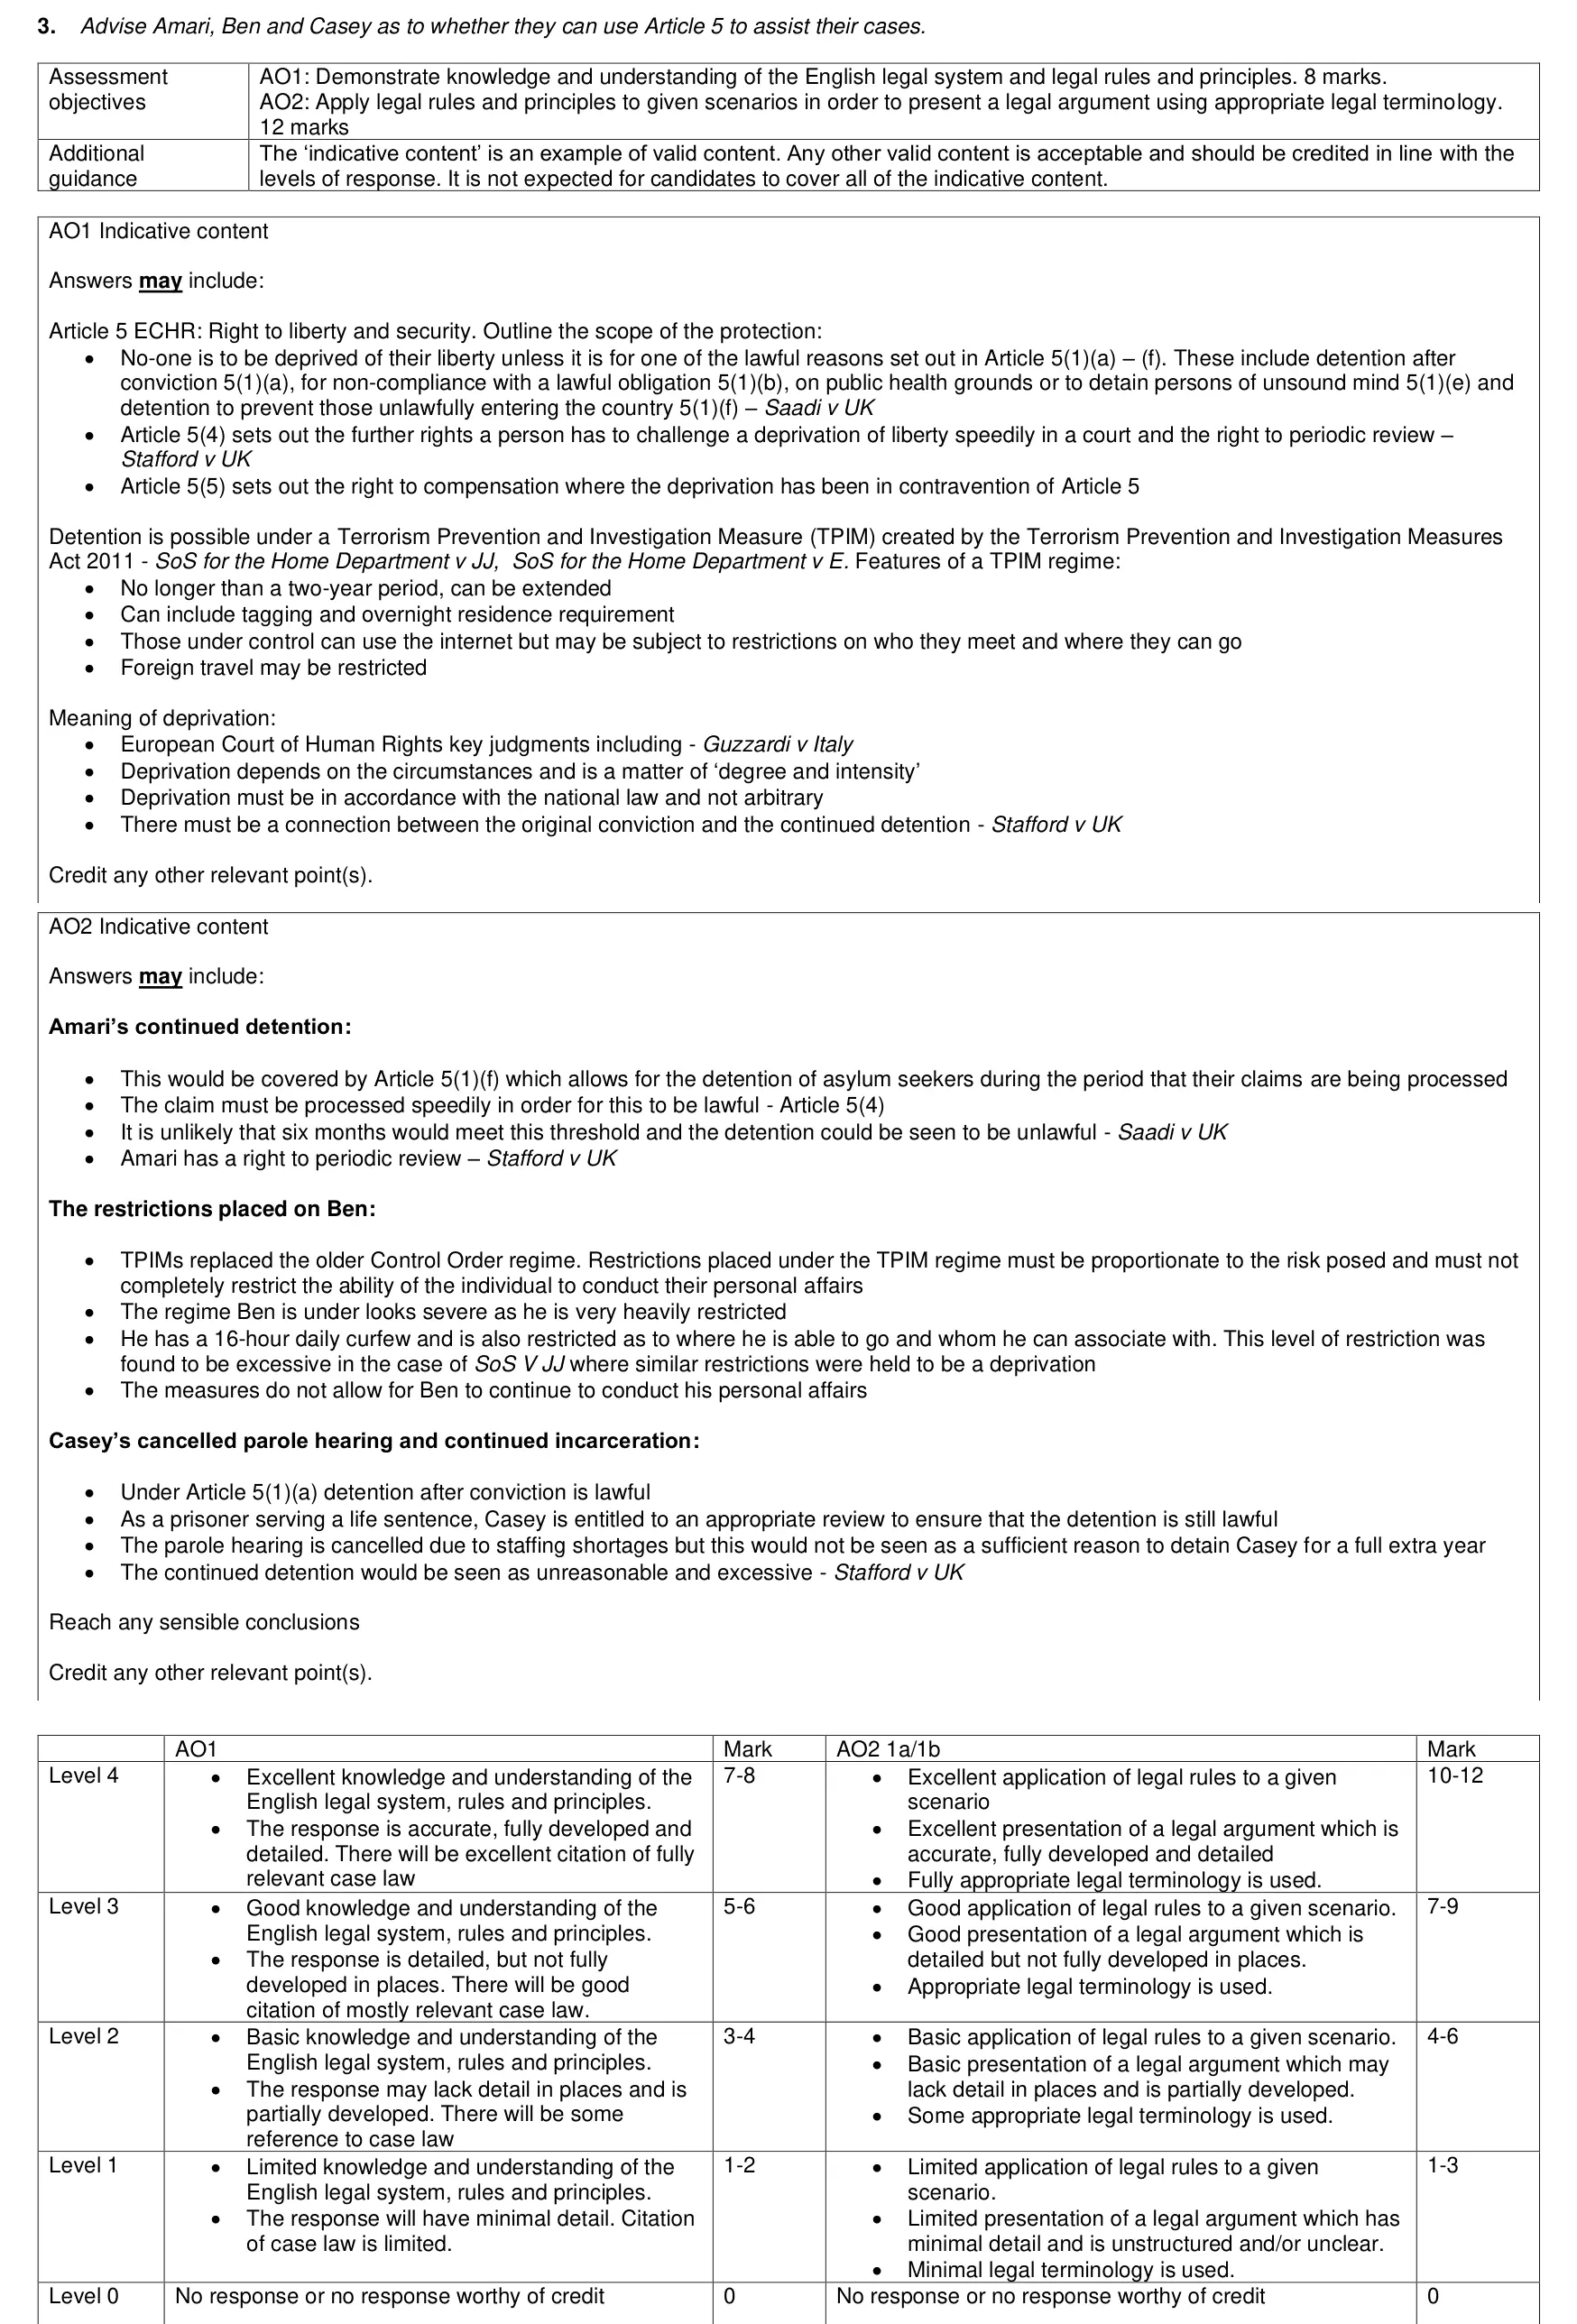 3. Advise Amari, Ben and Casey as to whether they can use Article 5 to assist their cases.
Assessment
objectives
AO1: Demonstrate knowledge and understanding of the English legal system and legal rules and principles. 8 marks.
AO2: Apply legal rules and principles to given scenarios in order to present a legal argument using appropriate legal terminology.
12 marks
Additional
guidance
The ‘indicative content’ is an example of valid content. Any other valid content is acceptable and should be credited in line with the
levels of response. It is not expected for candidates to cover all of the indicative content.
AO1 Indicative content
Answers may include:
Article 5 ECHR: Right to liberty and security. Outline the scope of the protection:
• No-one is to be deprived of their liberty unless it is for one of the lawful reasons set out in Article 5(1)(a) – (f). These include detention after
conviction 5(1)(a), for non-compliance with a lawful obligation 5(1)(b), on public health grounds or to detain persons of unsound mind 5(1)(e) and
detention to prevent those unlawfully entering the country 5(1)(f) – Saadi v UK
• Article 5(4) sets out the further rights a person has to challenge a deprivation of liberty speedily in a court and the right to periodic review –
Stafford v UK
• Article 5(5) sets out the right to compensation where the deprivation has been in contravention of Article 5
Detention is possible under a Terrorism Prevention and Investigation Measure (TPIM) created by the Terrorism Prevention and Investigation Measures
Act 2011 - SoS for the Home Department v JJ, SoS for the Home Department v E. Features of a TPIM regime:
• No longer than a two-year period, can be extended
• Can include tagging and overnight residence requirement
• Those under control can use the internet but may be subject to restrictions on who they meet and where they can go
• Foreign travel may be restricted
Meaning of deprivation:
• European Court of Human Rights key judgments including - Guzzardi v Italy
• Deprivation depends on the circumstances and is a matter of ‘degree and intensity’
• Deprivation must be in accordance with the national law and not arbitrary
• There must be a connection between the original conviction and the continued detention - Stafford v UK
Credit any other relevant point(s).
AO2 Indicative content
Answers may include:
Amari’s continued detention:
• This would be covered by Article 5(1)(f) which allows for the detention of asylum seekers during the period that their claims are being processed
• The claim must be processed speedily in order for this to be lawful - Article 5(4)
• It is unlikely that six months would meet this threshold and the detention could be seen to be unlawful - Saadi v UK
• Amari has a right to periodic review – Stafford v UK
The restrictions placed on Ben:
• TPIMs replaced the older Control Order regime. Restrictions placed under the TPIM regime must be proportionate to the risk posed and must not
completely restrict the ability of the individual to conduct their personal affairs
• The regime Ben is under looks severe as he is very heavily restricted
• He has a 16-hour daily curfew and is also restricted as to where he is able to go and whom he can associate with. This level of restriction was
found to be excessive in the case of SoS V JJ where similar restrictions were held to be a deprivation
• The measures do not allow for Ben to continue to conduct his personal affairs
Casey’s cancelled parole hearing and continued incarceration:
• Under Article 5(1)(a) detention after conviction is lawful
• As a prisoner serving a life sentence, Casey is entitled to an appropriate review to ensure that the detention is still lawful
• The parole hearing is cancelled due to staffing shortages but this would not be seen as a sufficient reason to detain Casey for a full extra year
• The continued detention would be seen as unreasonable and excessive - Stafford v UK
Reach any sensible conclusions
Credit any other relevant point(s).
AO1 Mark AO2 1a/1b Mark
Level 4
• Excellent knowledge and understanding of the
English legal system, rules and principles.
• The response is accurate, fully developed and
detailed. There will be excellent citation of fully
relevant case law
7-8
• Excellent application of legal rules to a given
scenario
• Excellent presentation of a legal argument which is
accurate, fully developed and detailed
• Fully appropriate legal terminology is used.
10-12
Level 3
• Good knowledge and understanding of the
English legal system, rules and principles.
• The response is detailed, but not fully
developed in places. There will be good
citation of mostly relevant case law.
5-6
• Good application of legal rules to a given scenario.
• Good presentation of a legal argument which is
detailed but not fully developed in places.
• Appropriate legal terminology is used.
7-9
Level 2
• Basic knowledge and understanding of the
English legal system, rules and principles.
• The response may lack detail in places and is
partially developed. There will be some
reference to case law
3-4
• Basic application of legal rules to a given scenario.
• Basic presentation of a legal argument which may
lack detail in places and is partially developed.
• Some appropriate legal terminology is used.
4-6
Level 1
• Limited knowledge and understanding of the
English legal system, rules and principles.
• The response will have minimal detail. Citation
of case law is limited.
1-2
• Limited application of legal rules to a given
scenario.
• Limited presentation of a legal argument which has
minimal detail and is unstructured and/or unclear.
• Minimal legal terminology is used.
1-3
Level 0
No response or no response worthy of credit
0
No response or no response worthy of credit
0